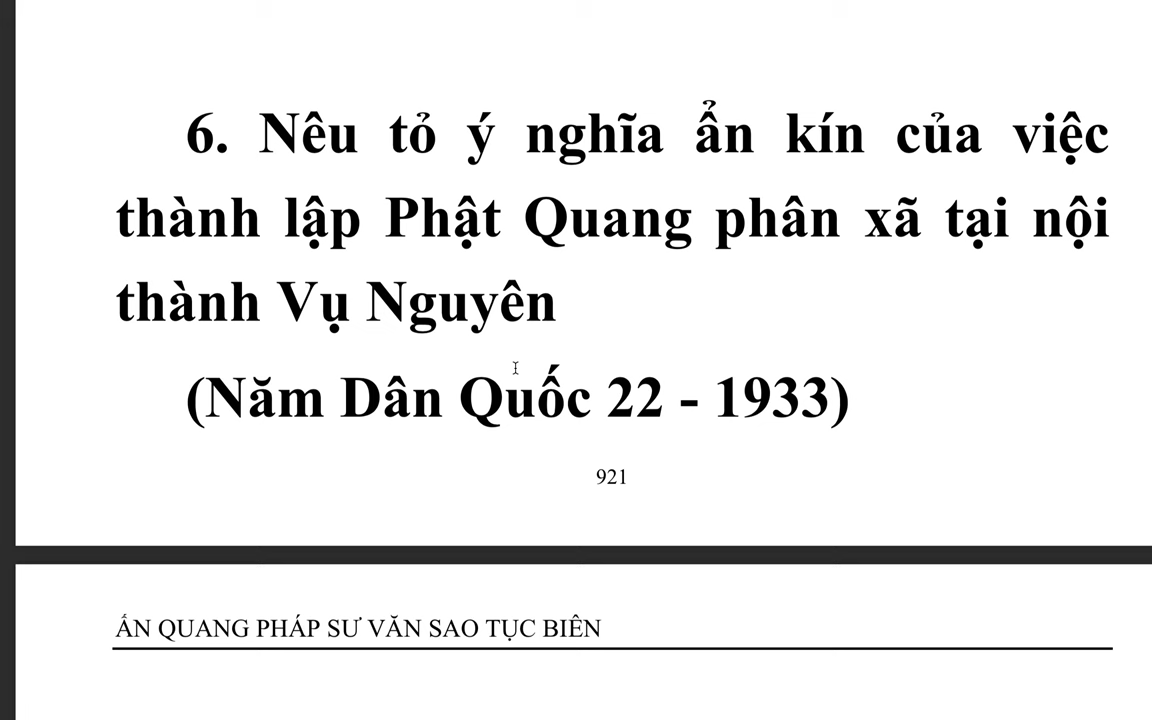 6. Nêu tỏ ý nghĩa ẩn kín của việc
thành lập Phật Quang phân xã tại nội
thành Vụ Nguyên
(Năm Dân Quốc 22 - 1933)
921
ẤN QUANG PHÁP SƯ VĂN SAO TỤC BIÊN